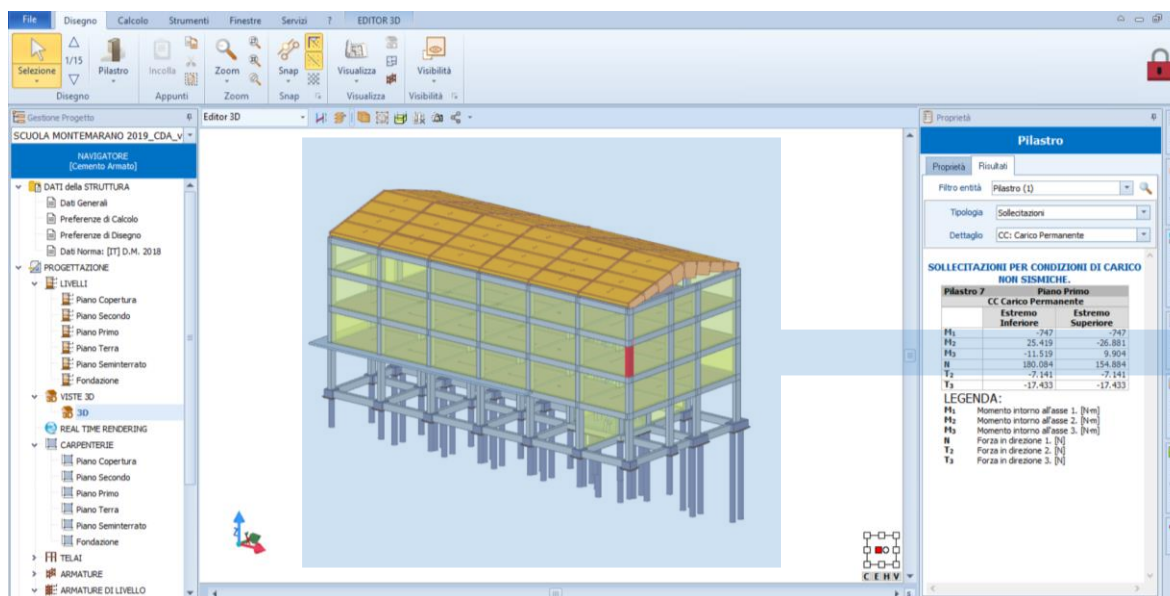 File Disegno Calcolo Strumenti Finestre Servizi ? EDITOR 3D
Selezione 1/15 Pilastro Incolla Zoom Snap Visualizza Visibilità
Disegno Appunti Zoom Snap Visualizza Visibilità
Gestione Progetto
SCUOLA MONTEMARANO 2019_CDA_v
NAVIGATORE
[Cemento Armato]
DATI della STRUTTURA
Dati Generali
Preferenze di Calcolo
Preferenze di Disegno
Dati Norma: [IT] D.M. 2018
PROGETTAZIONE
LIVELLI
Piano Copertura
Piano Secondo
Piano Primo
Piano Terra
Piano Seminterrato
Fondazione
VISTE 3D
3D
REAL TIME RENDERING
CARPENTERIE
Piano Copertura
Piano Secondo
Piano Primo
Piano Terra
Piano Seminterrato
Fondazione
TELAI
ARMATURE
ARMATURE DI LIVELLO
Editor 3D
Z
C E H V
Proprietà
Pilastro
Proprietà Risultati
Filtro entità Pilastro (1)
Tipologia Sollecitazioni
Dettaglio CC: Carico Permanente
SOLLECITAZIONI PER CONDIZIONI DI CARICO
NON SISMICHE.
Pilastro 7 Piano Primo
CC Carico Permanente
Estremo Estremo
Inferiore Superiore
M1 -747 -747
M2 25.419 -26.881
M3 -11.519 9.904
N 180.084 154.884
T2 -7.141 -7.141
T3 -17.433 -17.433
LEGENDA:
M1 Momento intorno all'asse 1. [N·m]
M2 Momento intorno all'asse 2. [N·m]
M3 Momento intorno all'asse 3. [N·m]
N Forza in direzione 1. [N]
T2 Forza in direzione 2. [N]
T3 Forza in direzione 3. [N]